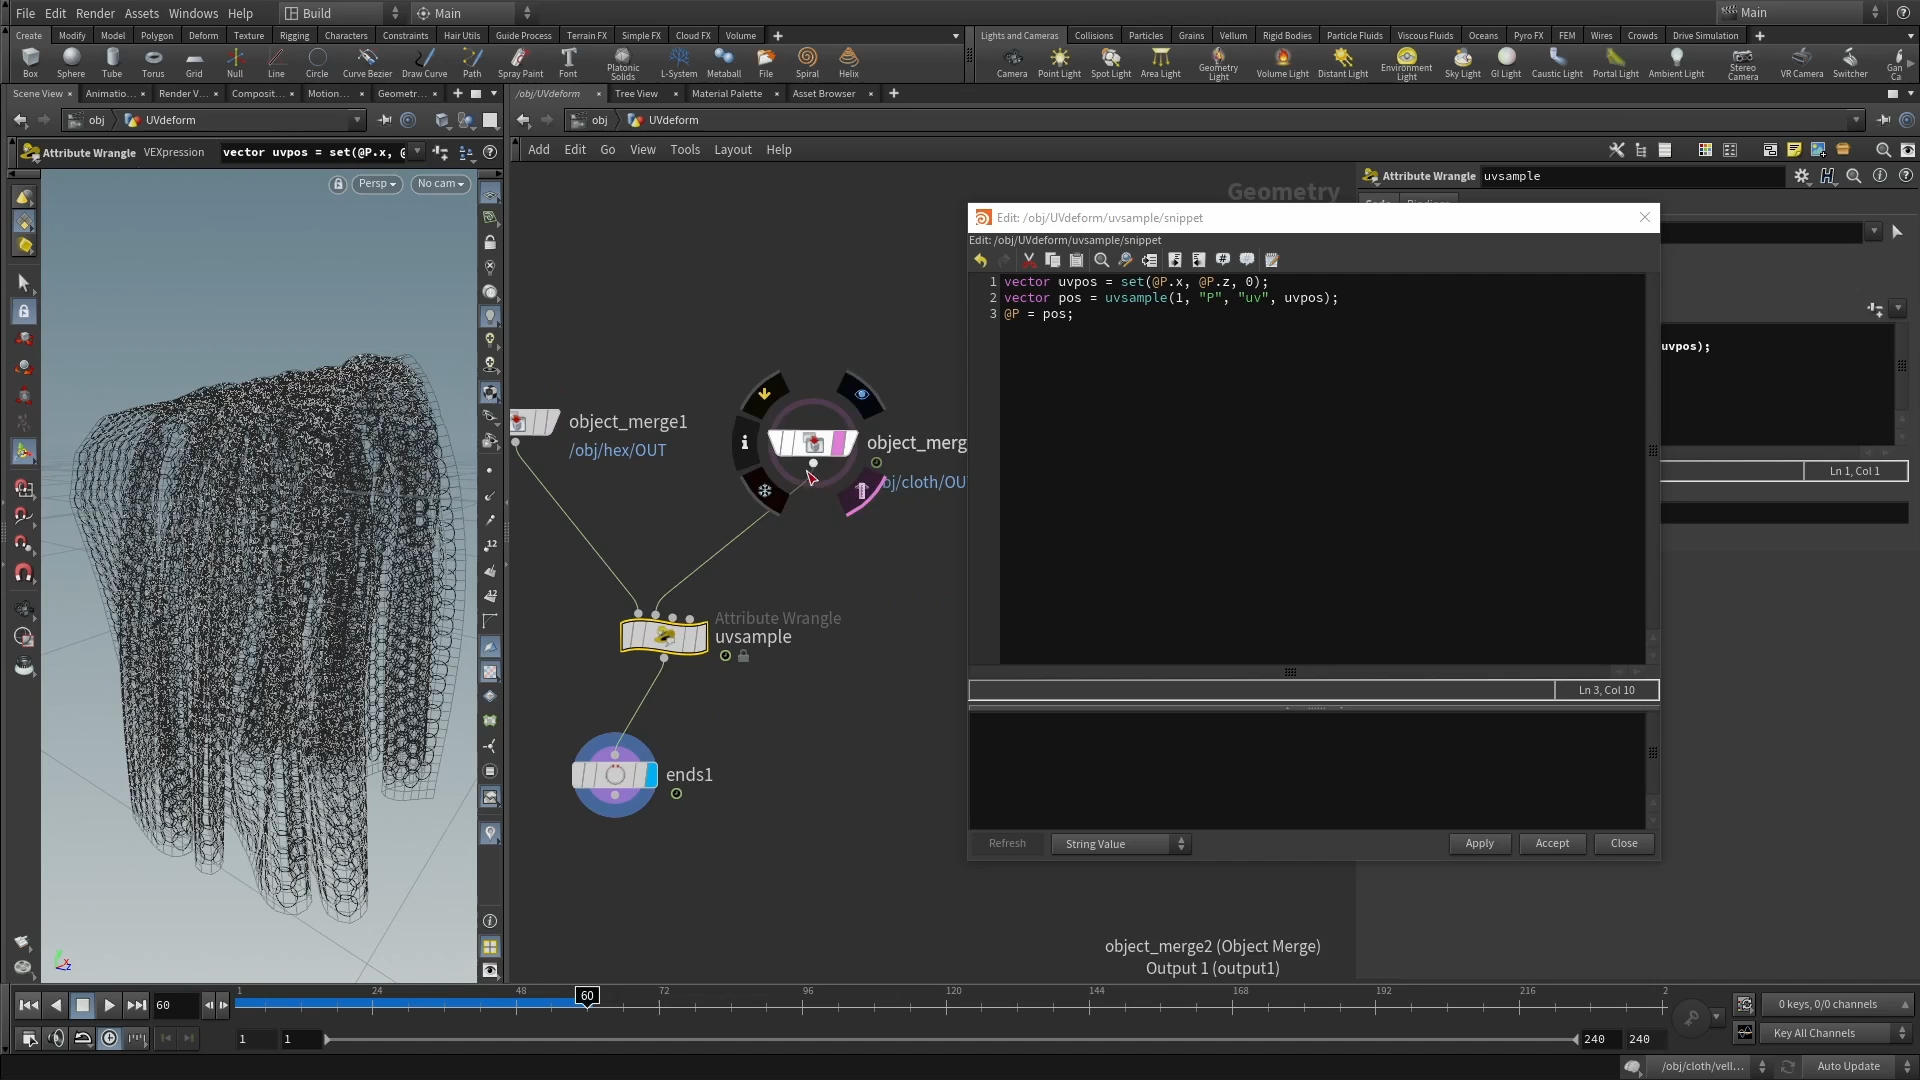 File Edit Render Assets Windows Help Build Main Main
Create Modify Model Polygon Deform Texture Rigging Characters Constraints Hair Utils Guide Process Terrain FX Simple FX Cloud FX Volume
Lights and Cameras Collisions Particles Grains Vellum Rigid Bodies Particle Fluids Viscous Fluids Oceans Pyro FX FEM Wires Crowds Drive Simulation
Box Sphere Tube Torus Grid Null Line Circle Curve Bezier Draw Curve Path Spray Paint Font Platonic Solids L-System Metaball File Spiral Helix
Camera Point Light Spot Light Area Light Geometry Light Volume Light Distant Light Environment Light Sky Light GI Light Caustic Light Portal Light Ambient Light Stereo Camera VR Camera Switcher Gan Ca
Scene View Animatio... Render V... Composit... Motion... Geometr...
/obj/UVdeform Tree View Material Palette Asset Browser
obj UVdeform
obj UVdeform
Attribute Wrangle VEXpression vector uvpos = set(@P.x, @
Add Edit Go View Tools Layout Help
Persp No cam
Geometry
Attribute Wrangle uvsample
Edit: /obj/UVdeform/uvsample/snippet
Edit: /obj/UVdeform/uvsample/snippet
1 vector uvpos = set(@P.x, @P.z, 0);
2 vector pos = uvsample(1, "P", "uv", uvpos);
3 @P = pos;
uvpos);
Ln 1, Col 1
object_merge1
/obj/hex/OUT
object_merg
bj/cloth/OU
Attribute Wrangle
uvsample
ends1
Ln 3, Col 10
Refresh String Value Apply Accept Close
object_merge2 (Object Merge)
Output 1 (output1)
12
12
60
1 24 48 60 72 96 120 144 168 192 216 2
0 keys, 0/0 channels
1 1 240 240
Key All Channels
/obj/cloth/vell... Auto Update